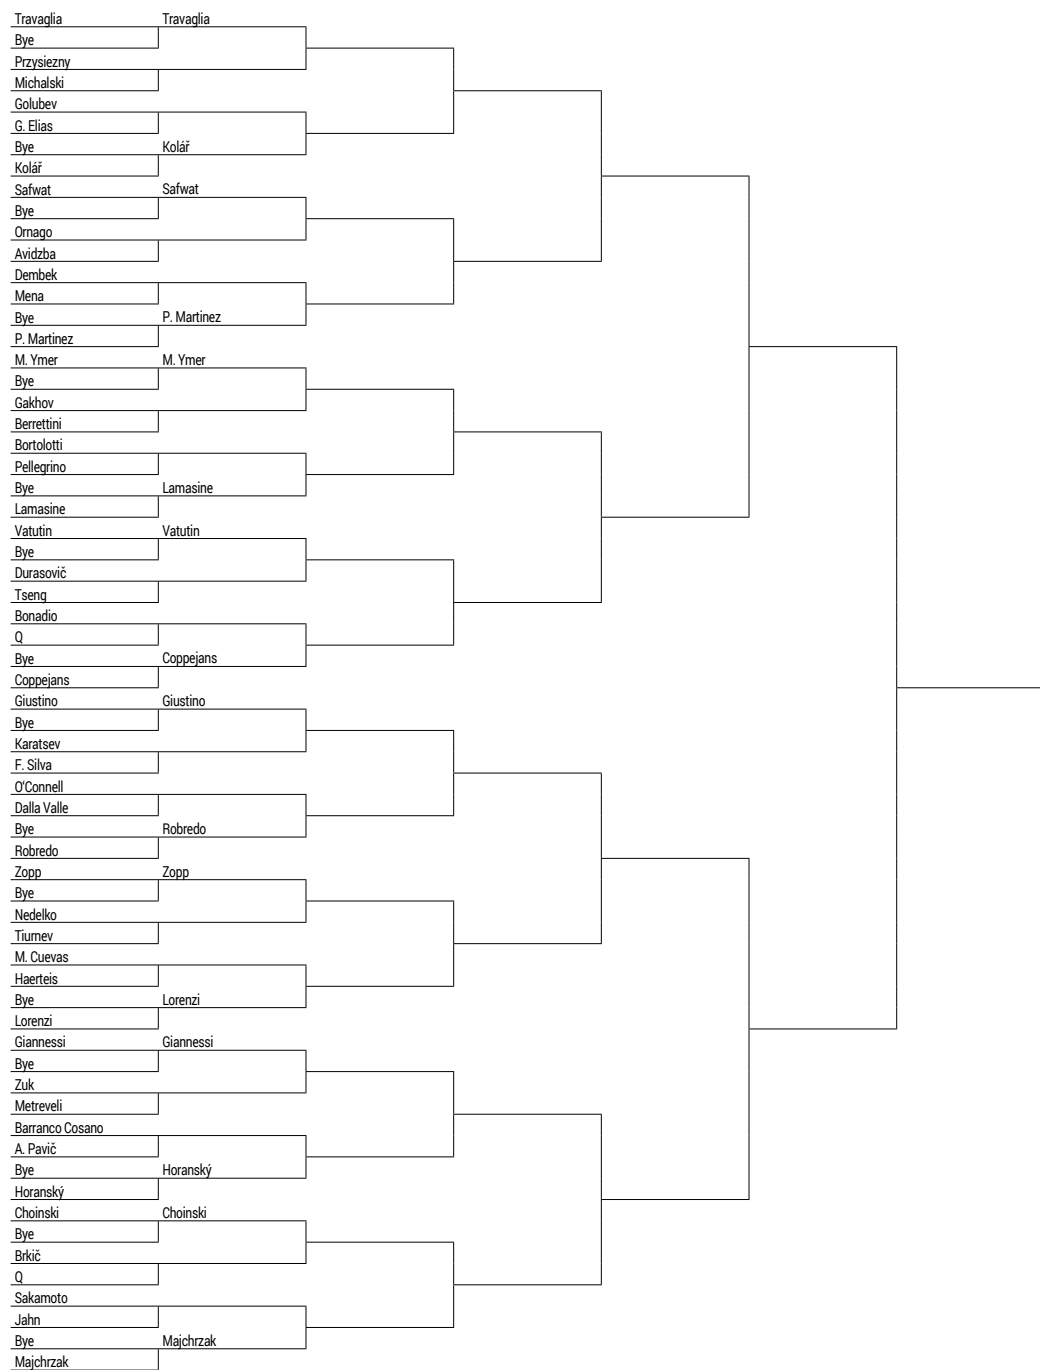 Travaglia Travaglia
Bye
Przysiezny
Michalski
Golubev
G. Elias
Bye Kolář
Kolář
Safwat Safwat
Bye
Ornago
Avidzba
Dembek
Mena
Bye P. Martinez
P. Martinez
M. Ymer M. Ymer
Bye
Gakhov
Berrettini
Bortolotti
Pellegrino
Bye Lamasine
Lamasine
Vatutin Vatutin
Bye
Durasovič
Tseng
Bonadio
Q
Bye Coppejans
Coppejans
Giustino Giustino
Bye
Karatsev
F. Silva
O'Connell
Dalla Valle
Bye Robredo
Robredo
Zopp Zopp
Bye
Nedelko
Tiurnev
M. Cuevas
Haerteis
Bye Lorenzi
Lorenzi
Giannessi Giannessi
Bye
Zuk
Metreveli
Barranco Cosano
A. Pavič
Bye Horanský
Horanský
Choinski Choinski
Bye
Brkič
Q
Sakamoto
Jahn
Bye Majchrzak
Majchrzak